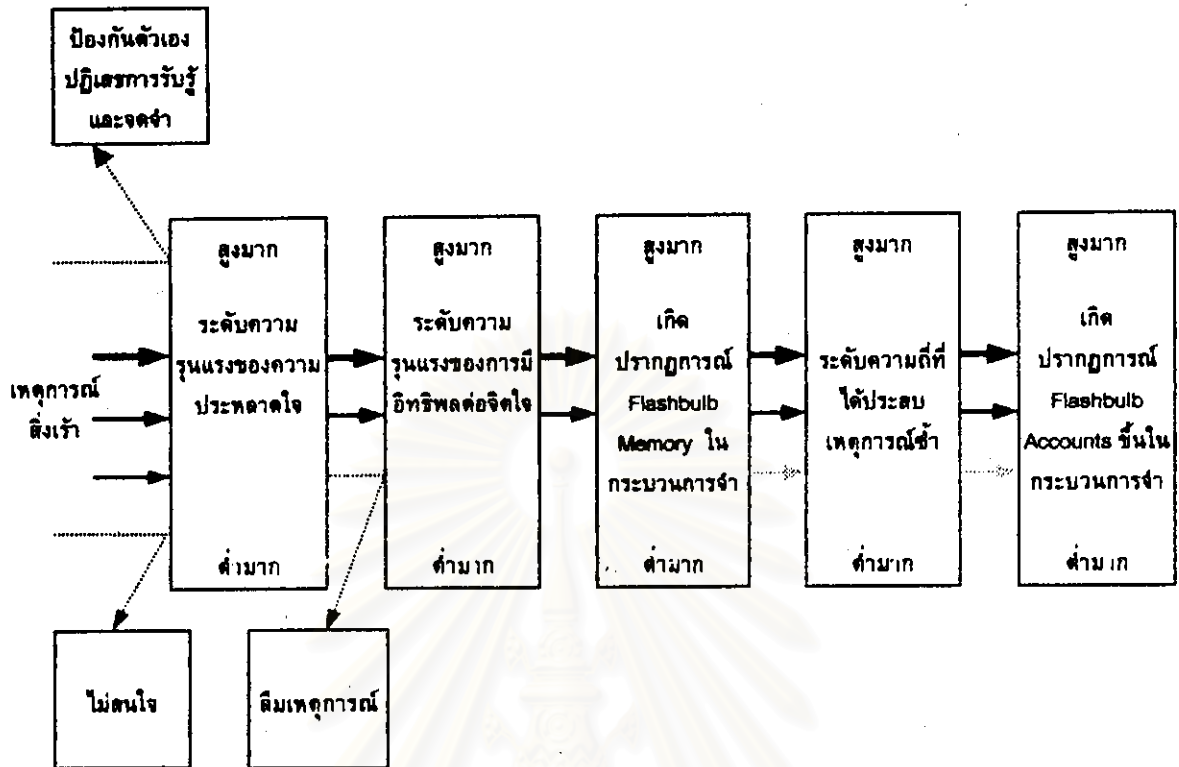 ป้องกันตัวเอง
ปฏิเสธการรับรู้
และจดจำ
เหตุการณ์
สิ่งเร้า
สูงมาก
ระดับความ
รุนแรงของความ
ประหลาดใจ
ต่ำมาก
สูงมาก
ระดับความ
รุนแรงของการมี
อิทธิพลต่อจิตใจ
ต่ำมาก
สูงมาก
เกิด
ปรากฏการณ์
Flashbulb
Memory ใน
กระบวนการจำ
ต่ำมาก
สูงมาก
ระดับความถี่ที่
ได้ประสบ
เหตุการณ์ซ้ำ
ต่ำมาก
สูงมาก
เกิด
ปรากฏการณ์
Flashbulb
Accounts ขึ้นใน
กระบวนการจำ
ต่ำมาก
ไม่สนใจ
ลืมเหตุการณ์